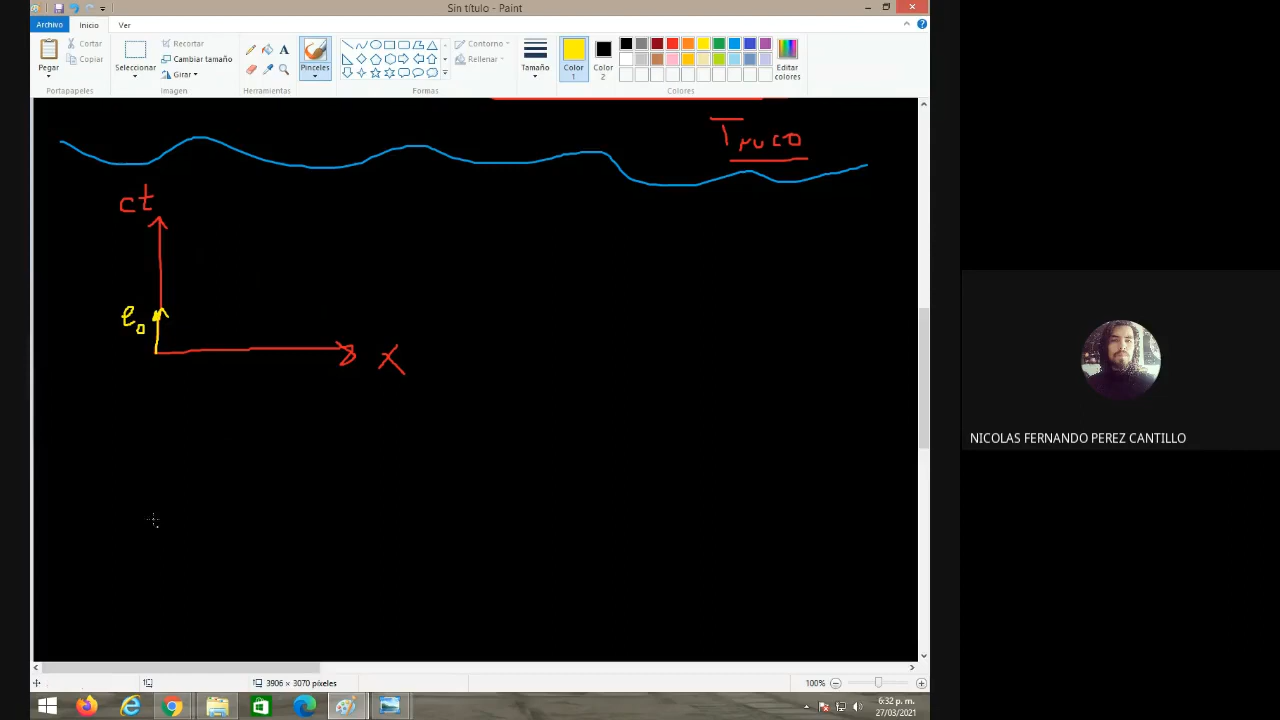 Sin título - Paint
Archivo Inicio Ver
Pegar
Cortar
Copiar
Seleccionar
Recortar
Cambiar tamaño
Girar
Pinceles
Contorno
Rellenar
Tamaño
Color 1
Color 2
Editar colores
Portapapeles Imagen Herramientas Formas Colores
Truco
ct
e₀
x
NICOLAS FERNANDO PEREZ CANTILLO
3906 × 3070 píxeles
100%
6:32 p. m.
27/03/2021